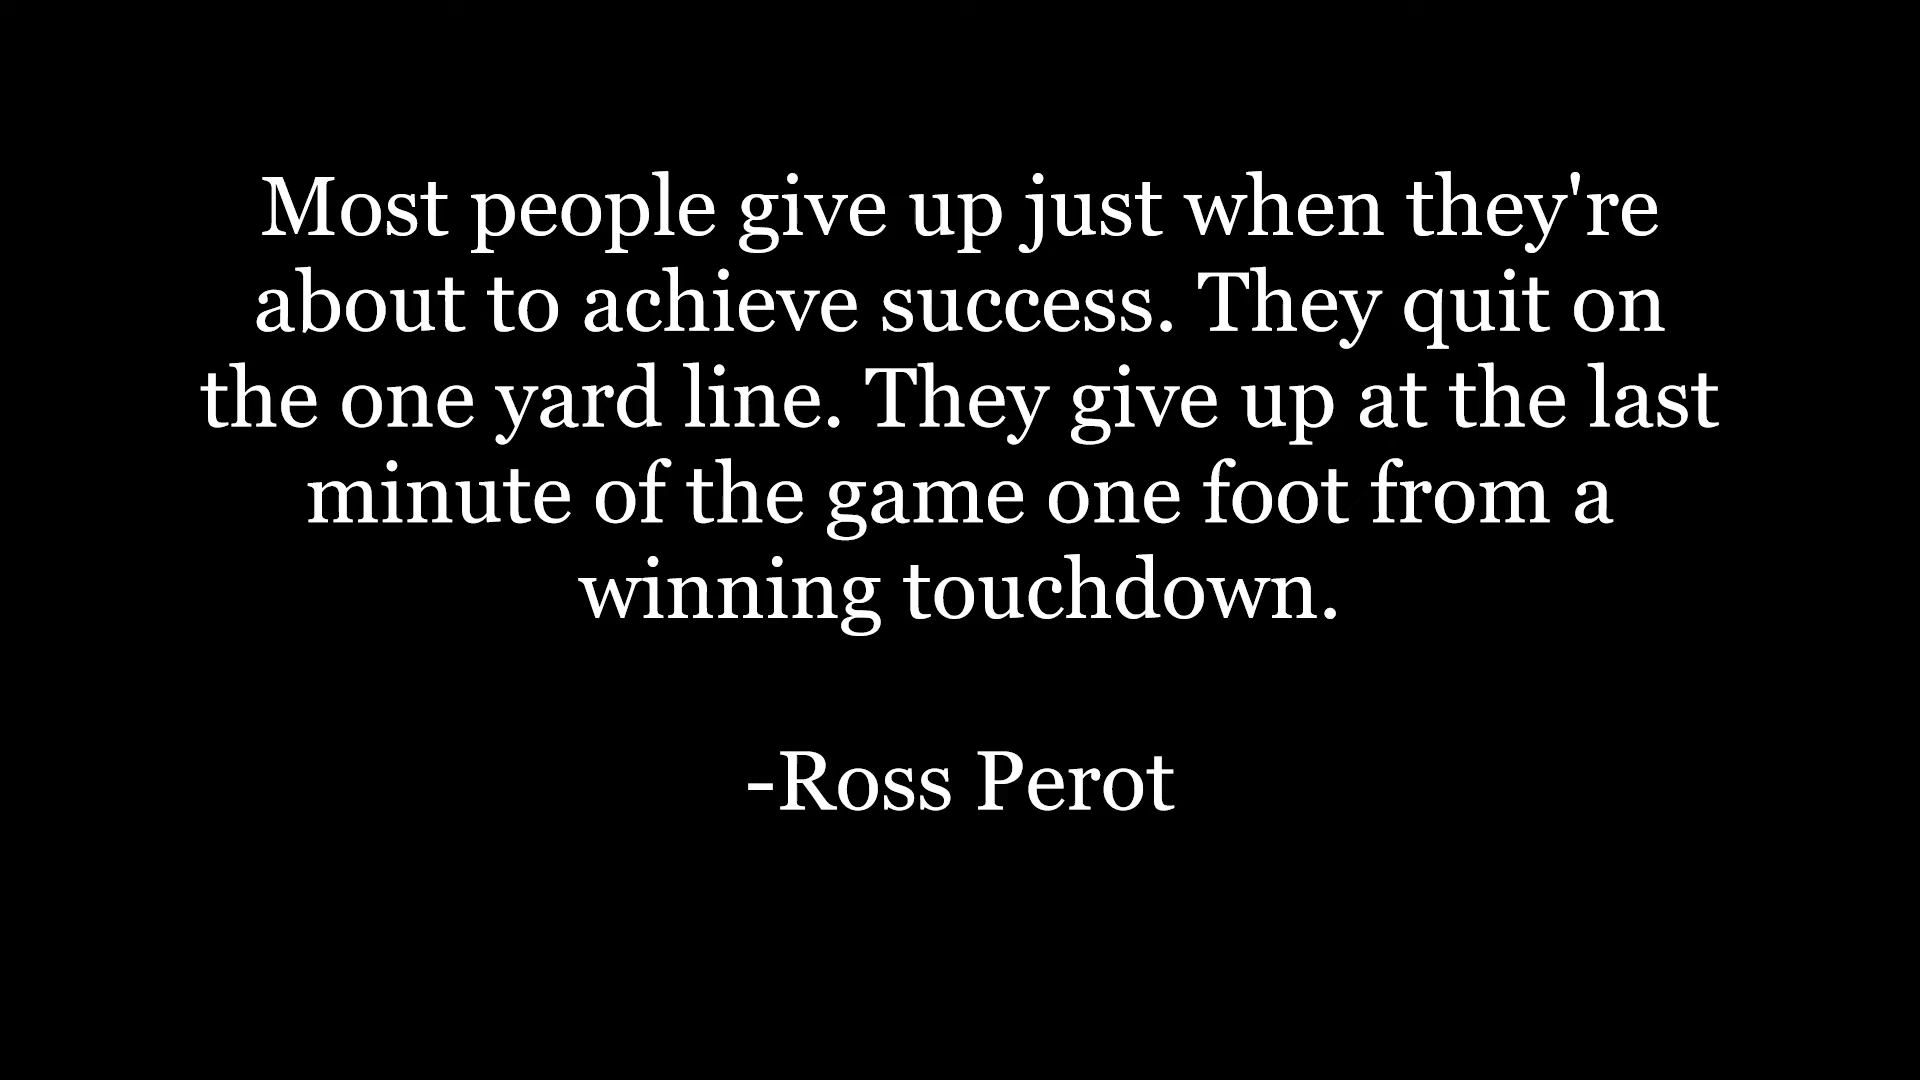 Most people give up just when they're
about to achieve success. They quit on
the one yard line. They give up at the last
minute of the game one foot from a
winning touchdown.
-Ross Perot